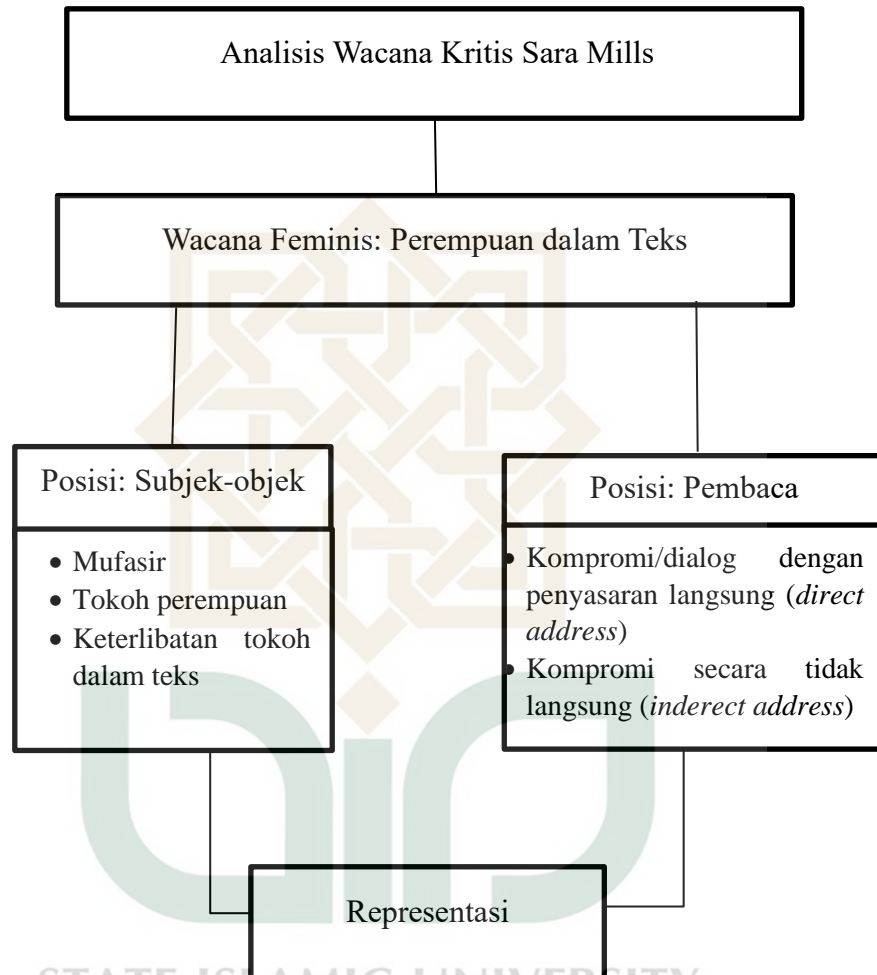 Analisis Wacana Kritis Sara Mills
Wacana Feminis: Perempuan dalam Teks
Posisi: Subjek-objek
• Mufasir
• Tokoh perempuan
• Keterlibatan tokoh
dalam teks
Posisi: Pembaca
• Kompromi/dialog dengan
penyasaran langsung (direct
address)
• Kompromi secara tidak
langsung (inderect address)
Representasi
STATE ISLAMIC UNIVERSITY